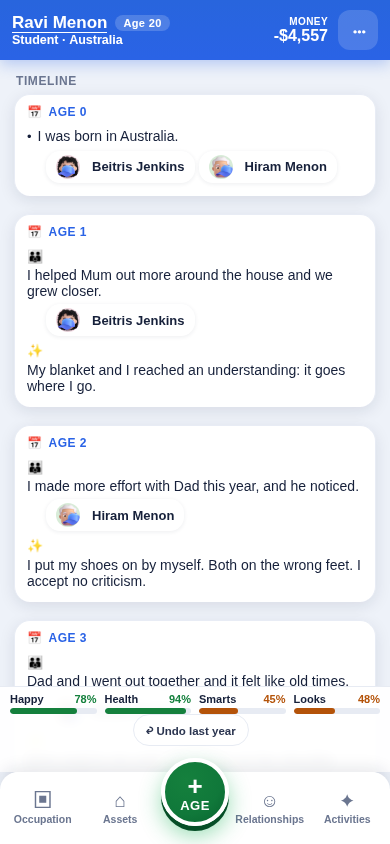 Ravi Menon
Age 20
Student · Australia
MONEY
-$4,557
TIMELINE
AGE 0
• I was born in Australia.
Beitris Jenkins
Hiram Menon
AGE 1
I helped Mum out more around the house and we
grew closer.
Beitris Jenkins
My blanket and I reached an understanding: it goes
where I go.
AGE 2
I made more effort with Dad this year, and he noticed.
Hiram Menon
I put my shoes on by myself. Both on the wrong feet. I
accept no criticism.
AGE 3
Dad and I went out together and it felt like old times.
Happy 78%
Health 94%
Smarts 45%
Looks 48%
Undo last year
+
AGE
Occupation
Assets
Relationships
Activities